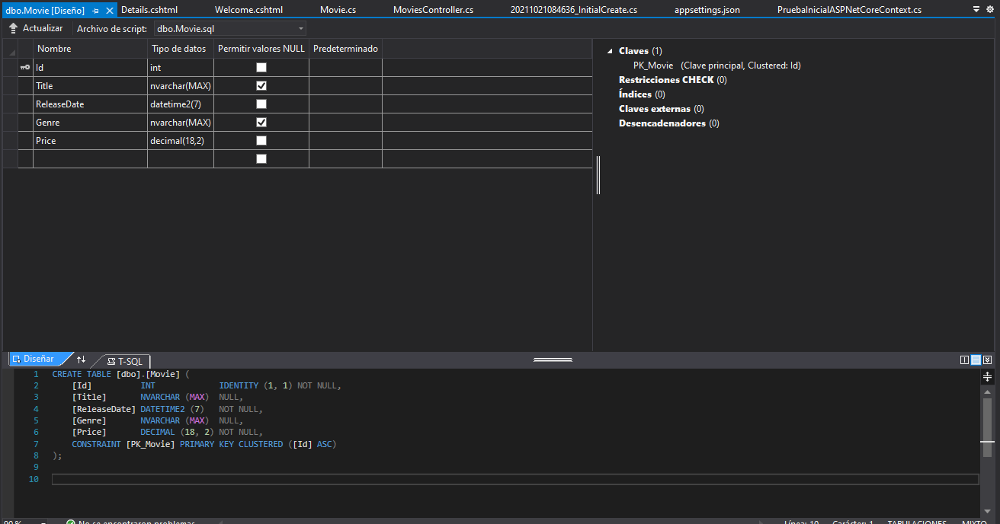 dbo.Movie [Diseño] Details.cshtml Welcome.cshtml Movie.cs MoviesController.cs 20211021084636_InitialCreate.cs appsettings.json PruebaInicialASPNetCoreContext.cs
Actualizar Archivo de script: dbo.Movie.sql
Nombre Tipo de datos Permitir valores NULL Predeterminado
Id int
Title nvarchar(MAX)
ReleaseDate datetime2(7)
Genre nvarchar(MAX)
Price decimal(18,2)
Claves (1)
PK_Movie (Clave principal, Clustered: Id)
Restricciones CHECK (0)
Índices (0)
Claves externas (0)
Desencadenadores (0)
Diseñar T-SQL
1 CREATE TABLE [dbo].[Movie] (
2 [Id] INT IDENTITY (1, 1) NOT NULL,
3 [Title] NVARCHAR (MAX) NULL,
4 [ReleaseDate] DATETIME2 (7) NOT NULL,
5 [Genre] NVARCHAR (MAX) NULL,
6 [Price] DECIMAL (18, 2) NOT NULL,
7 CONSTRAINT [PK_Movie] PRIMARY KEY CLUSTERED ([Id] ASC)
8 );
9
10
90 % No se encontraron problemas Línea: 10 Carácter: 1 TABULACIONES MIXTO